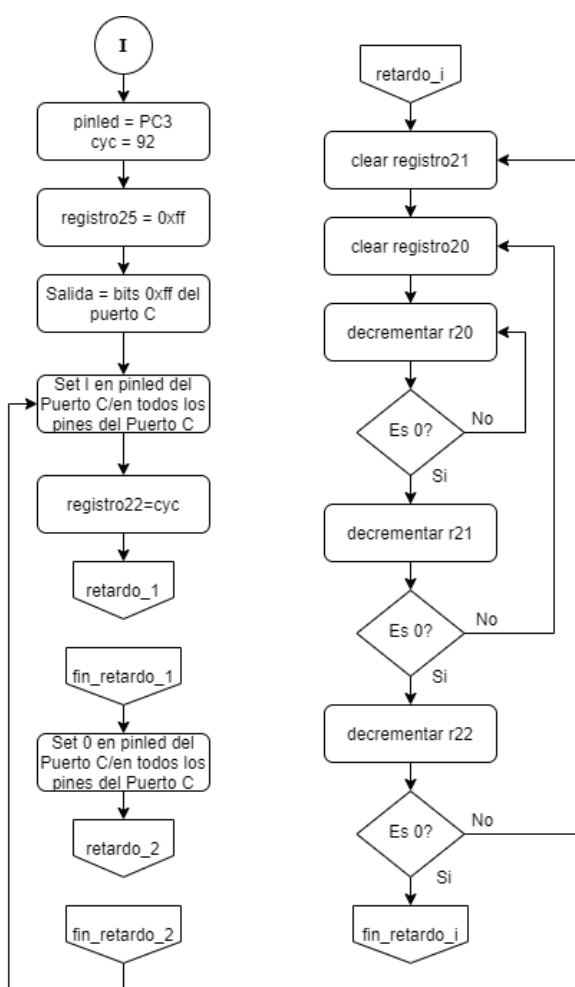 I
pinled = PC3
cyc = 92
registro25 = 0xff
Salida = bits 0xff del
puerto C
Set I en pinled del
Puerto C/en todos los
pines del Puerto C
registro22=cyc
retardo_1
fin_retardo_1
Set 0 en pinled del
Puerto C/en todos los
pines del Puerto C
retardo_2
fin_retardo_2
retardo_i
clear registro21
clear registro20
decrementar r20
Es 0?
No
Si
decrementar r21
Es 0?
No
Si
decrementar r22
Es 0?
No
Si
fin_retardo_i